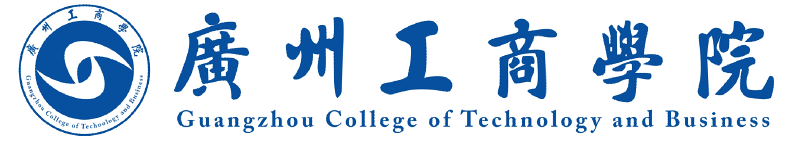 廣州工商學院
Guangzhou College of Technology and Business
廣州工商學院
Guangzhou College of Technology and Business